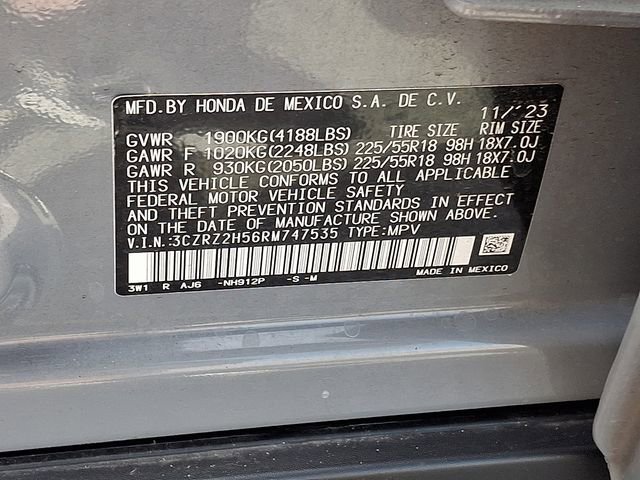 MFD.BY HONDA DE MEXICO S.A. DE C.V. 11/'23
GVWR 1900KG(4188LBS) TIRE SIZE RIM SIZE
GAWR F 1020KG(2248LBS) 225/55R18 98H 18X7.0J
GAWR R 930KG(2050LBS) 225/55R18 98H 18X7.0J
THIS VEHICLE CONFORMS TO ALL APPLICABLE
FEDERAL MOTOR VEHICLE SAFETY
AND THEFT PREVENTION STANDARDS IN EFFECT
ON THE DATE OF MANUFACTURE SHOWN ABOVE.
V.I.N.:3CZRZ2H56RM747535 TYPE:MPV
3W1 R AJ6 -NH912P -S -M MADE IN MEXICO